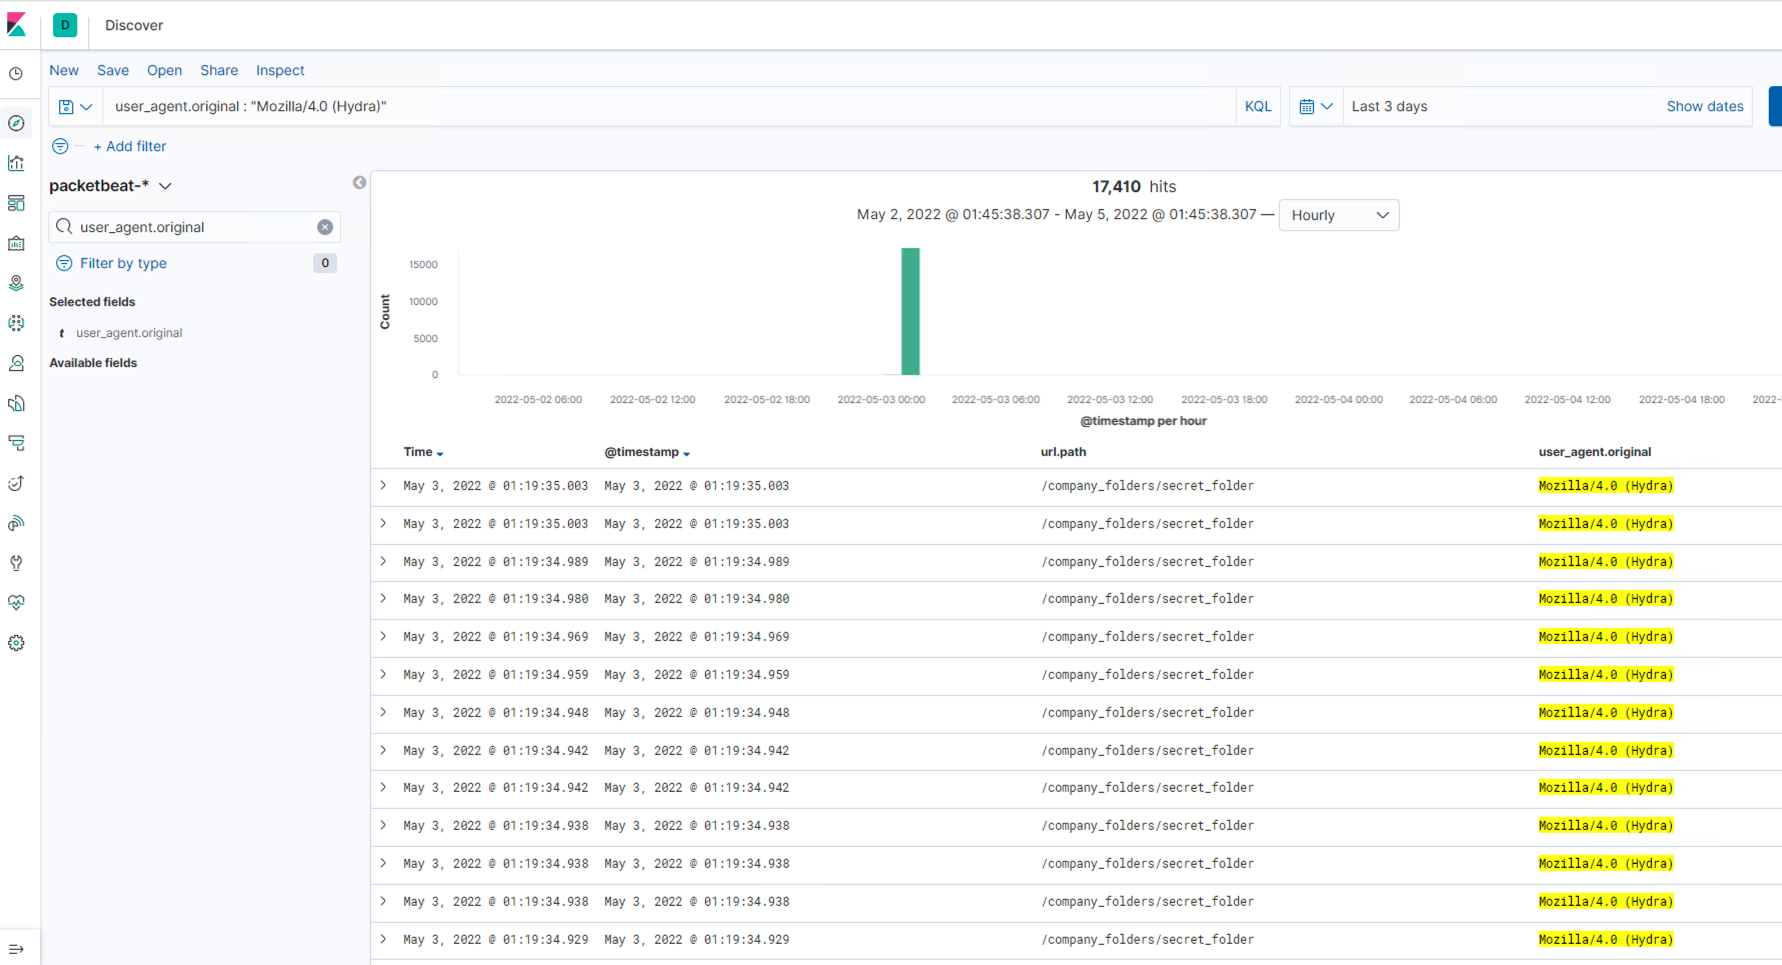 D Discover
New Save Open Share Inspect
user_agent.original : "Mozilla/4.0 (Hydra)" KQL Last 3 days Show dates
+ Add filter
packetbeat-*
17,410 hits
user_agent.original
May 2, 2022 @ 01:45:38.307 - May 5, 2022 @ 01:45:38.307 — Hourly
Filter by type 0
Selected fields
t user_agent.original
Available fields
Count
15000
10000
5000
0
2022-05-02 06:00 2022-05-02 12:00 2022-05-02 18:00 2022-05-03 00:00 2022-05-03 06:00 2022-05-03 12:00 2022-05-03 18:00 2022-05-04 00:00 2022-05-04 06:00 2022-05-04 12:00 2022-05-04 18:00 2022-
@timestamp per hour
Time @timestamp url.path user_agent.original
May 3, 2022 @ 01:19:35.003 May 3, 2022 @ 01:19:35.003 /company_folders/secret_folder Mozilla/4.0 (Hydra)
May 3, 2022 @ 01:19:35.003 May 3, 2022 @ 01:19:35.003 /company_folders/secret_folder Mozilla/4.0 (Hydra)
May 3, 2022 @ 01:19:34.989 May 3, 2022 @ 01:19:34.989 /company_folders/secret_folder Mozilla/4.0 (Hydra)
May 3, 2022 @ 01:19:34.980 May 3, 2022 @ 01:19:34.980 /company_folders/secret_folder Mozilla/4.0 (Hydra)
May 3, 2022 @ 01:19:34.969 May 3, 2022 @ 01:19:34.969 /company_folders/secret_folder Mozilla/4.0 (Hydra)
May 3, 2022 @ 01:19:34.959 May 3, 2022 @ 01:19:34.959 /company_folders/secret_folder Mozilla/4.0 (Hydra)
May 3, 2022 @ 01:19:34.948 May 3, 2022 @ 01:19:34.948 /company_folders/secret_folder Mozilla/4.0 (Hydra)
May 3, 2022 @ 01:19:34.942 May 3, 2022 @ 01:19:34.942 /company_folders/secret_folder Mozilla/4.0 (Hydra)
May 3, 2022 @ 01:19:34.942 May 3, 2022 @ 01:19:34.942 /company_folders/secret_folder Mozilla/4.0 (Hydra)
May 3, 2022 @ 01:19:34.938 May 3, 2022 @ 01:19:34.938 /company_folders/secret_folder Mozilla/4.0 (Hydra)
May 3, 2022 @ 01:19:34.938 May 3, 2022 @ 01:19:34.938 /company_folders/secret_folder Mozilla/4.0 (Hydra)
May 3, 2022 @ 01:19:34.938 May 3, 2022 @ 01:19:34.938 /company_folders/secret_folder Mozilla/4.0 (Hydra)
May 3, 2022 @ 01:19:34.929 May 3, 2022 @ 01:19:34.929 /company_folders/secret_folder Mozilla/4.0 (Hydra)